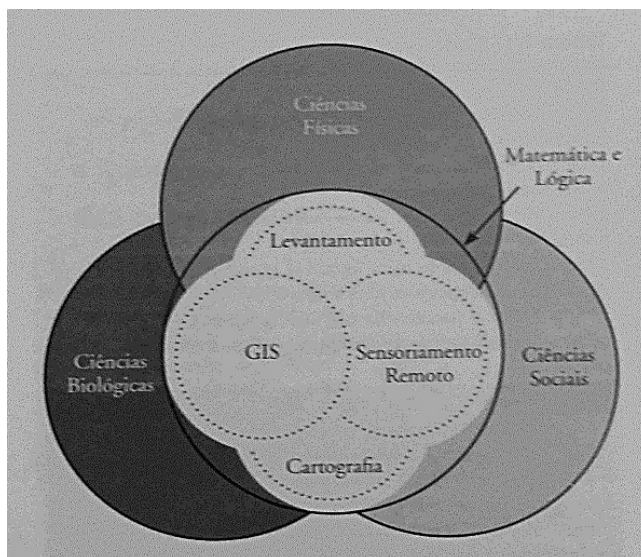 Ciências
Físicas
Matemática e
Lógica
Levantamento
GIS
Sensoriamento
Remoto
Ciências
Biológicas
Ciências
Sociais
Cartografia